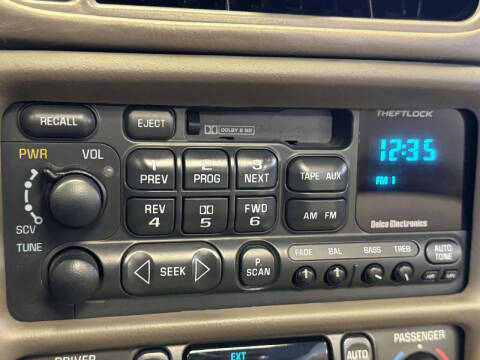 RECALL
EJECT
DOLBY B NR
THEFTLOCK
PWR
VOL
12:35
FM 1
1
PREV
2
PROG
3
NEXT
TAPE AUX
REV
4
5
FWD
6
AM FM
Delco Electronics
SCV
TUNE
SEEK
P.
SCAN
FADE
BAL
BASS
TREB
AUTO
TONE
DRIVER
EXT
AUTO
PASSENGER